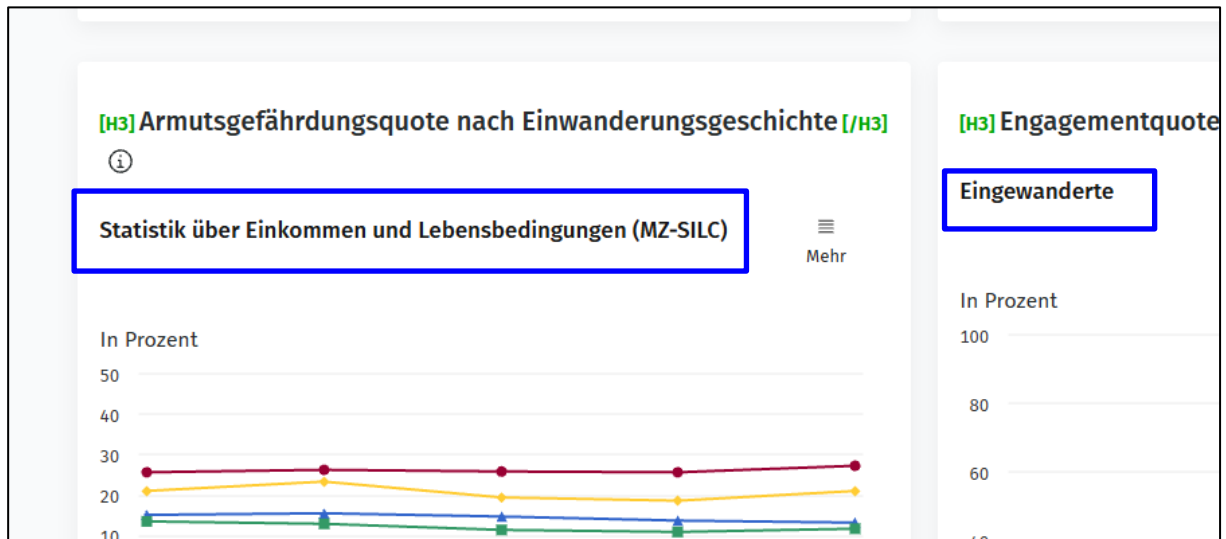 [H3] Armutsgefährdungsquote nach Einwanderungsgeschichte [/H3]
Statistik über Einkommen und Lebensbedingungen (MZ-SILC)
Mehr
In Prozent
50
40
30
20
10
[H3] Engagementquote
Eingewanderte
In Prozent
100
80
60